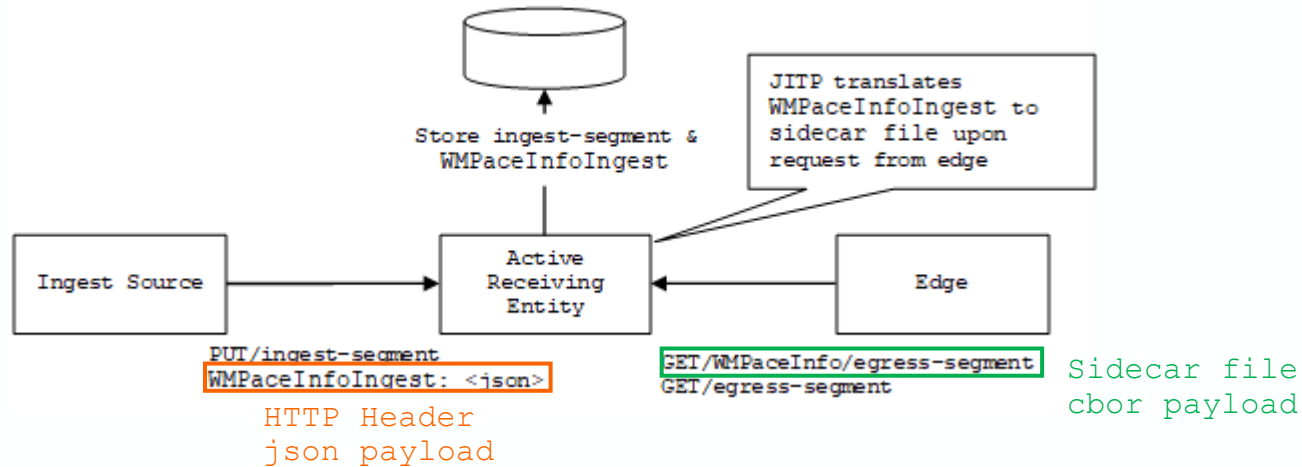 Store ingest-segment &
WMPaceInfoIngest
JITP translates
WMPaceInfoIngest to
sidecar file upon
request from edge
Ingest Source
Active
Receiving
Entity
Edge
PUT/ingest-segment
WMPaceInfoIngest: <json>
HTTP Header
json payload
GET/WMPaceInfo/egress-segment
GET/egress-segment
Sidecar file
cbor payload